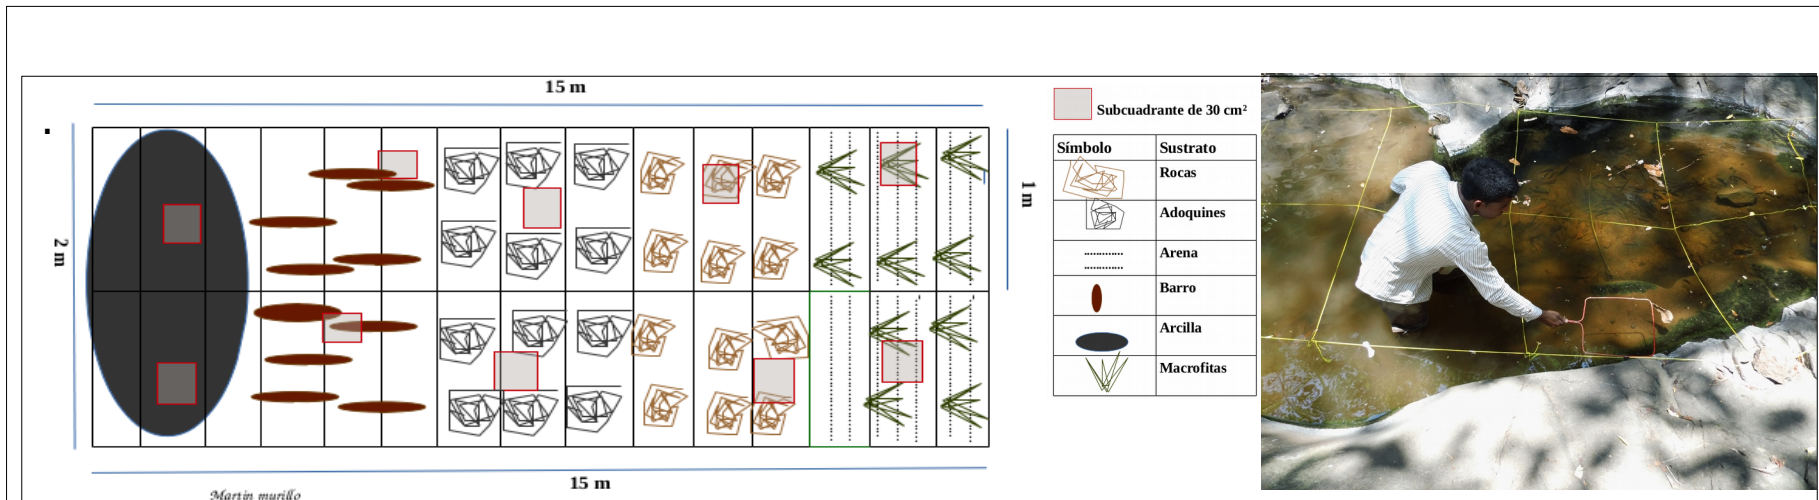 15 m
2 m
1 m
15 m
Martin murillo
Subcuadrante de 30 cm²
Símbolo Sustrato
Rocas
Adoquines
Arena
Barro
Arcilla
Macrofitas